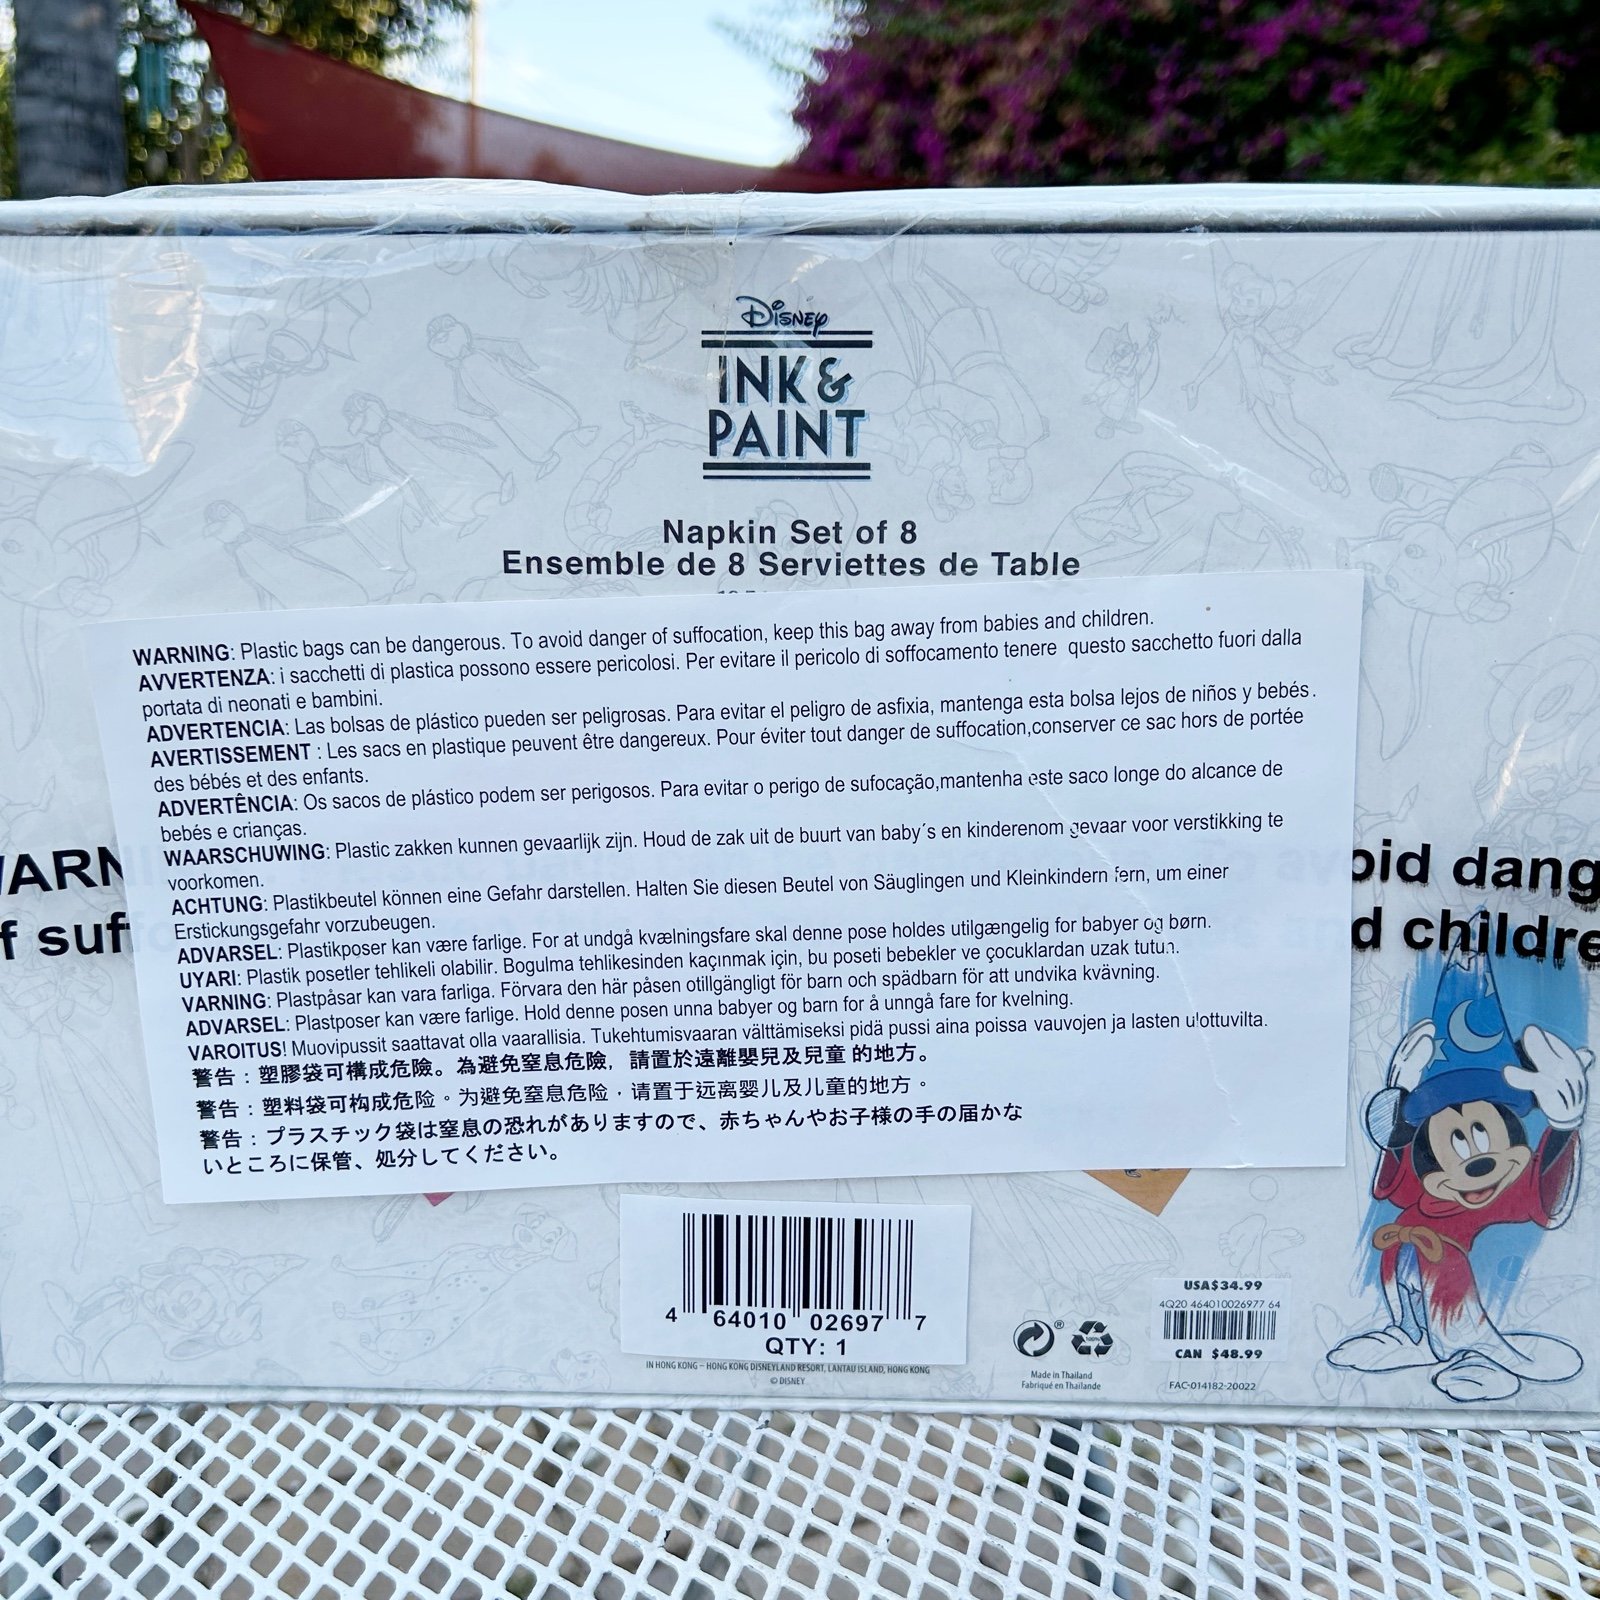 Disney
INK &
PAINT
Napkin Set of 8
Ensemble de 8 Serviettes de Table
WARNING: Plastic bags can be dangerous. To avoid danger of suffocation, keep this bag away from babies and children.
AVVERTENZA: i sacchetti di plastica possono essere pericolosi. Per evitare il pericolo di soffocamento tenere questo sacchetto fuori dalla
portata di neonati e bambini.
ADVERTENCIA: Las bolsas de plástico pueden ser peligrosas. Para evitar el peligro de asfixia, mantenga esta bolsa lejos de niños y bebés.
AVERTISSEMENT : Les sacs en plastique peuvent être dangereux. Pour éviter tout danger de suffocation,conserver ce sac hors de portée
des bébés et des enfants.
ADVERTÊNCIA: Os sacos de plástico podem ser perigosos. Para evitar o perigo de sufocação,mantenha este saco longe do alcance de
bebés e crianças.
WAARSCHUWING: Plastic zakken kunnen gevaarlijk zijn. Houd de zak uit de buurt van baby´s en kinderenom gevaar voor verstikking te
voorkomen.
ACHTUNG: Plastikbeutel können eine Gefahr darstellen. Halten Sie diesen Beutel von Säuglingen und Kleinkindern fern, um einer
Erstickungsgefahr vorzubeugen.
ADVARSEL: Plastikposer kan være farlige. For at undgå kvælningsfare skal denne pose holdes utilgængelig for babyer og børn.
UYARI: Plastik posetler tehlikeli olabilir. Bogulma tehlikesinden kaçınmak için, bu poseti bebekler ve çocuklardan uzak tutun.
VARNING: Plastpåsar kan vara farliga. Förvara den här påsen otillgängligt för barn och spädbarn för att undvika kvävning.
ADVARSEL: Plastposer kan være farlige. Hold denne posen unna babyer og barn for å unngå fare for kvelning.
VAROITUS! Muovipussit saattavat olla vaarallisia. Tukehtumisvaaran välttämiseksi pidä pussi aina poissa vauvojen ja lasten ulottuvilta.
警告：塑膠袋可構成危險。為避免窒息危險，請置於遠離嬰兒及兒童 的地方。
警告：塑料袋可构成危险。为避免窒息危险，请置于远离婴儿及儿童的地方。
警告：プラスチック袋は窒息の恐れがありますので、赤ちゃんやお子様の手の届かな
いところに保管、処分してください。
WARN avoid dang
f suff d childre
4 64010 02697 7
QTY: 1
IN HONG KONG – HONG KONG DISNEYLAND RESORT, LANTAU ISLAND, HONG KONG
© DISNEY
100%
Made in Thailand
Fabriqué en Thaïlande
USA$34.99
4Q20 464010026977 64
CAN $48.99
FAC-014182-20022